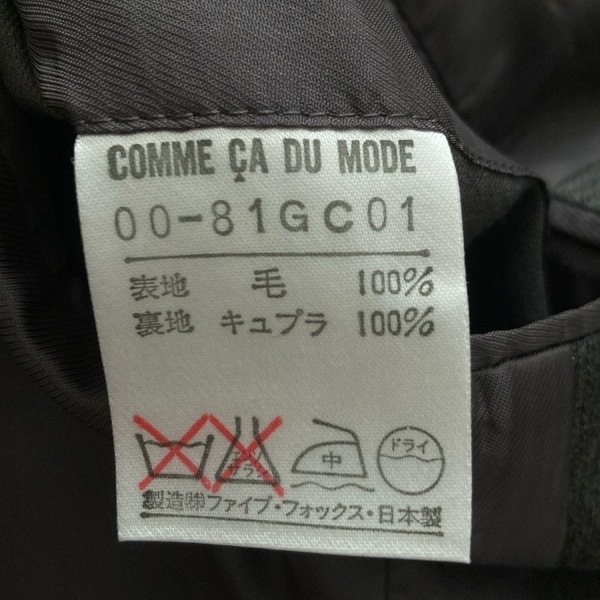 COMME ÇA DU MODE
00-81GC01
表地 毛 100%
裏地 キュプラ 100%
中 ドライ
製造㈱ファイブ・フォックス・日本製